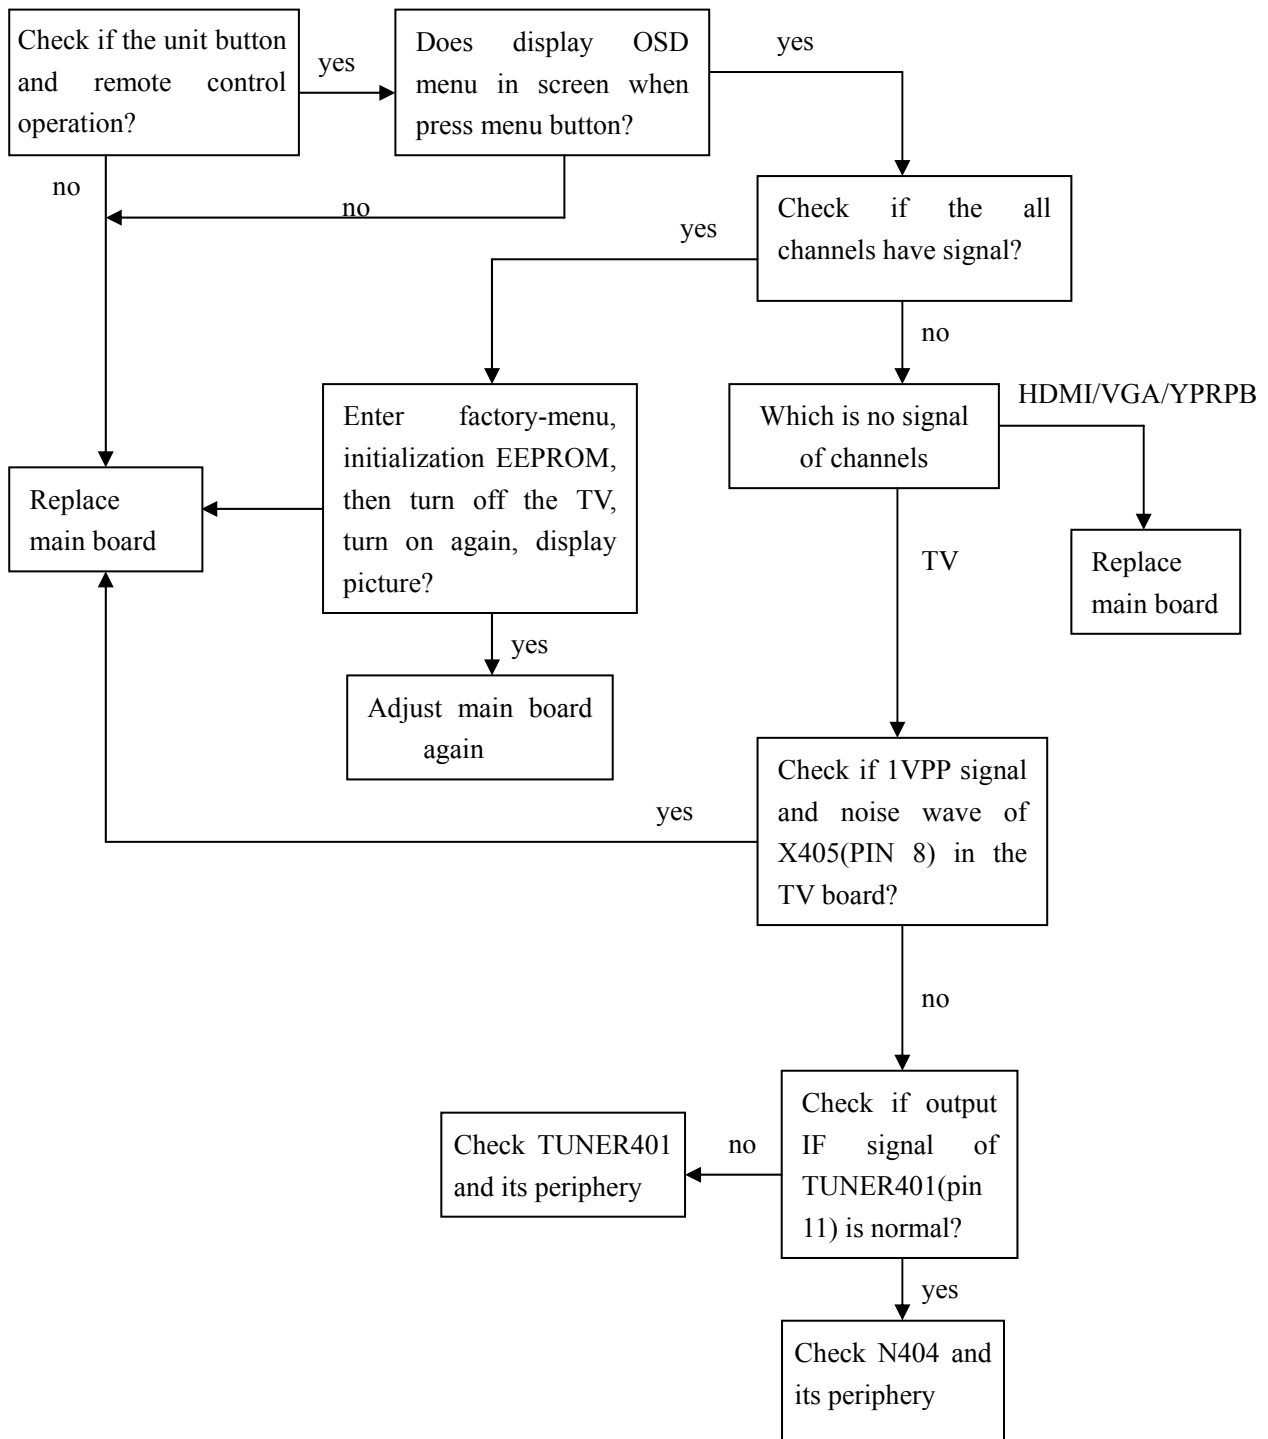 Check if the unit button
and remote control
operation?
yes
Does display OSD
menu in screen when
press menu button?
yes
no
no
Check if the all
channels have signal?
yes
no
Enter factory-menu,
initialization EEPROM,
then turn off the TV,
turn on again, display
picture?
Which is no signal
of channels
HDMI/VGA/YPRPB
Replace
main board
TV
Replace
main board
yes
Adjust main board
again
Check if 1VPP signal
and noise wave of
X405(PIN 8) in the
TV board?
yes
no
Check if output
IF signal of
TUNER401(pin
11) is normal?
no
Check TUNER401
and its periphery
yes
Check N404 and
its periphery